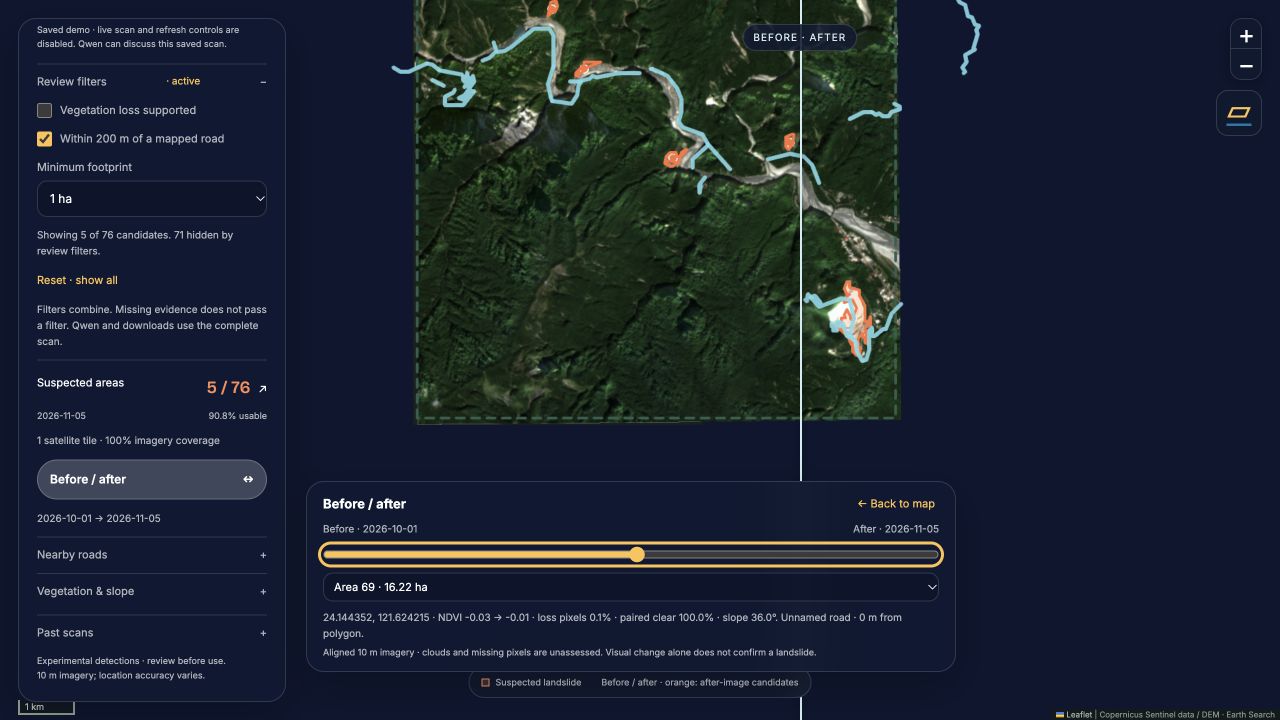 Saved demo · live scan and refresh controls are
disabled. Qwen can discuss this saved scan.
Review filters · active −
Vegetation loss supported
Within 200 m of a mapped road
Minimum footprint
1 ha
Showing 5 of 76 candidates. 71 hidden by
review filters.
Reset · show all
Filters combine. Missing evidence does not pass
a filter. Qwen and downloads use the complete
scan.
Suspected areas 5 / 76 ↗
2026-11-05 90.8% usable
1 satellite tile · 100% imagery coverage
Before / after ↔
2026-10-01 → 2026-11-05
Nearby roads +
Vegetation & slope +
Past scans +
Experimental detections · review before use.
10 m imagery; location accuracy varies.
1 km
BEFORE · AFTER
+
−
Before / after ← Back to map
Before · 2026-10-01 After · 2026-11-05
Area 69 · 16.22 ha
24.144352, 121.624215 · NDVI -0.03 → -0.01 · loss pixels 0.1% · paired clear 100.0% · slope 36.0°. Unnamed road · 0 m from
polygon.
Aligned 10 m imagery · clouds and missing pixels are unassessed. Visual change alone does not confirm a landslide.
Suspected landslide Before / after · orange: after-image candidates
Leaflet | Copernicus Sentinel data / DEM · Earth Search